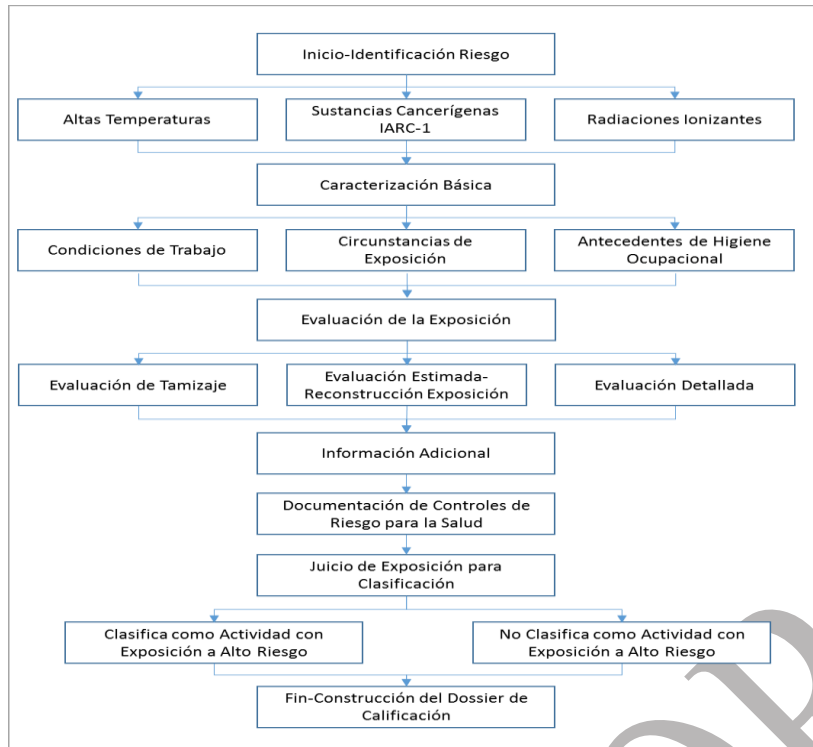 Inicio-Identificación Riesgo
Altas Temperaturas
Sustancias Cancerígenas
IARC-1
Radiaciones Ionizantes
Caracterización Básica
Condiciones de Trabajo
Circunstancias de
Exposición
Antecedentes de Higiene
Ocupacional
Evaluación de la Exposición
Evaluación de Tamizaje
Evaluación Estimada-
Reconstrucción Exposición
Evaluación Detallada
Información Adicional
Documentación de Controles de
Riesgo para la Salud
Juicio de Exposición para
Clasificación
Clasifica como Actividad con
Exposición a Alto Riesgo
No Clasifica como Actividad con
Exposición a Alto Riesgo
Fin-Construcción del Dossier de
Calificación